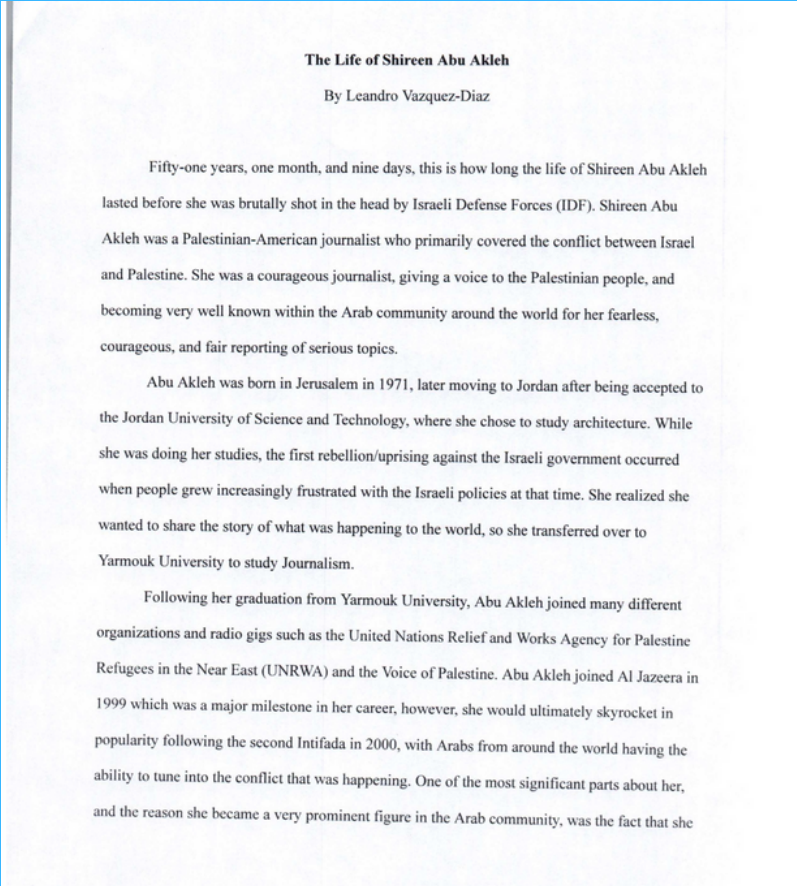 The Life of Shireen Abu Akleh
By Leandro Vazquez-Diaz
Fifty-one years, one month, and nine days, this is how long the life of Shireen Abu Akleh
lasted before she was brutally shot in the head by Israeli Defense Forces (IDF). Shireen Abu
Akleh was a Palestinian-American journalist who primarily covered the conflict between Israel
and Palestine. She was a courageous journalist, giving a voice to the Palestinian people, and
becoming very well known within the Arab community around the world for her fearless,
courageous, and fair reporting of serious topics.
Abu Akleh was born in Jerusalem in 1971, later moving to Jordan after being accepted to
the Jordan University of Science and Technology, where she chose to study architecture. While
she was doing her studies, the first rebellion/uprising against the Israeli government occurred
when people grew increasingly frustrated with the Israeli policies at that time. She realized she
wanted to share the story of what was happening to the world, so she transferred over to
Yarmouk University to study Journalism.
Following her graduation from Yarmouk University, Abu Akleh joined many different
organizations and radio gigs such as the United Nations Relief and Works Agency for Palestine
Refugees in the Near East (UNRWA) and the Voice of Palestine. Abu Akleh joined Al Jazeera in
1999 which was a major milestone in her career, however, she would ultimately skyrocket in
popularity following the second Intifada in 2000, with Arabs from around the world having the
ability to tune into the conflict that was happening. One of the most significant parts about her,
and the reason she became a very prominent figure in the Arab community, was the fact that she